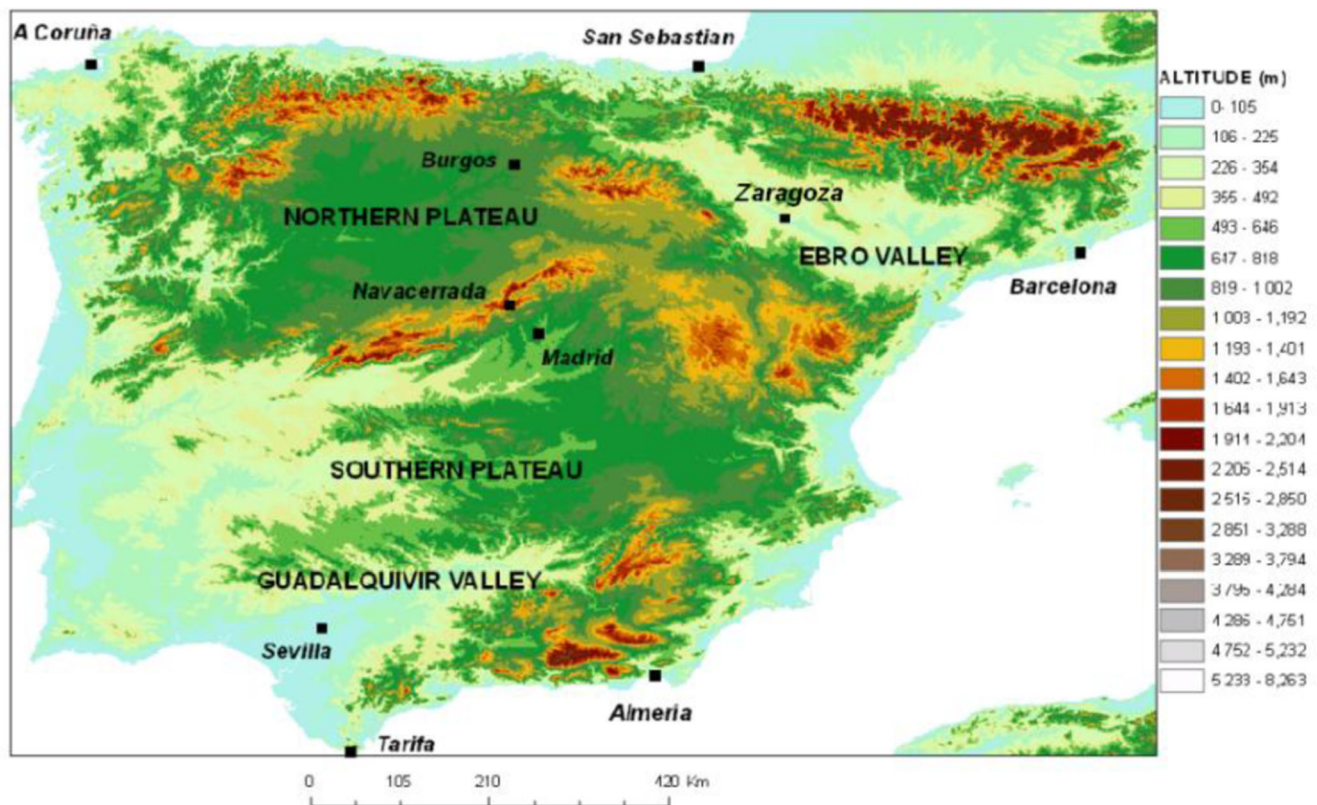 A Coruña
San Sebastian
Burgos
Zaragoza
NORTHERN PLATEAU
EBRO VALLEY
Navacerrada
Barcelona
Madrid
SOUTHERN PLATEAU
GUADALQUIVIR VALLEY
Sevilla
Almeria
Tarifa
ALTITUDE (m)
0- 105
106 - 225
226 - 354
355 - 492
493 - 646
647 - 818
819 - 1 002
1 003 - 1,192
1 193 - 1,401
1 402 - 1,643
1 644 - 1,913
1 914 - 2,204
2 205 - 2,514
2 515 - 2,850
2 851 - 3,288
3 289 - 3,794
3 795 - 4,284
4 285 - 4,751
4 752 - 5,232
5 233 - 8,263
0 105 210 420 Km